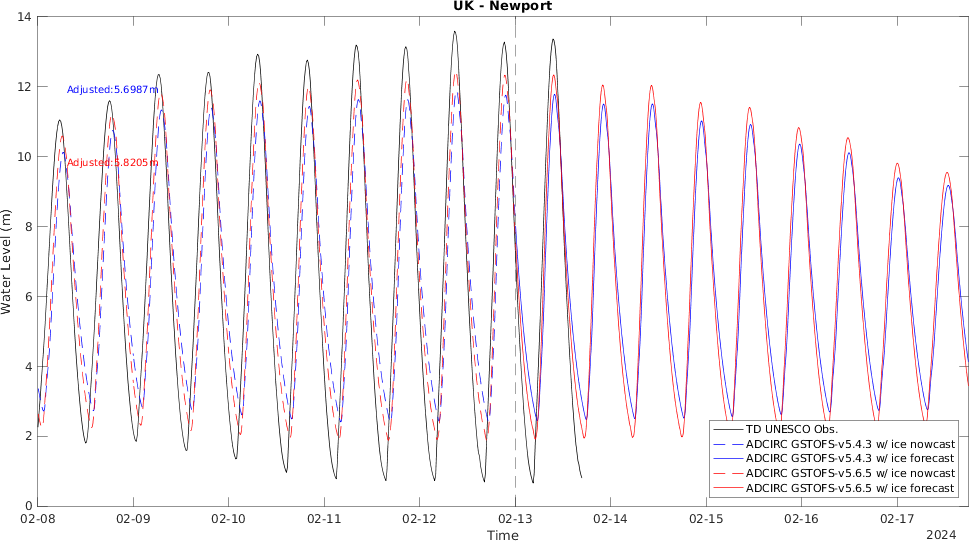 UK - Newport
14
12
10
8
6
4
2
0
Water Level (m)
Adjusted:5.6987m
Adjusted:5.8205m
TD UNESCO Obs.
ADCIRC GSTOFS-v5.4.3 w/ ice nowcast
ADCIRC GSTOFS-v5.4.3 w/ ice forecast
ADCIRC GSTOFS-v5.6.5 w/ ice nowcast
ADCIRC GSTOFS-v5.6.5 w/ ice forecast
02-08 02-09 02-10 02-11 02-12 02-13 02-14 02-15 02-16 02-17
Time
2024